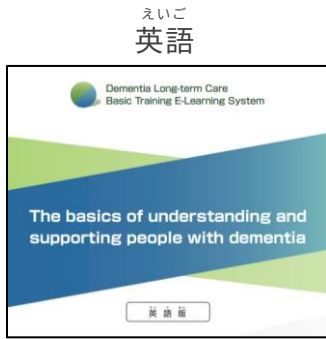 えいご
英語
Dementia Long-term Care
Basic Training E-Learning System
The basics of understanding and
supporting people with dementia
英語版